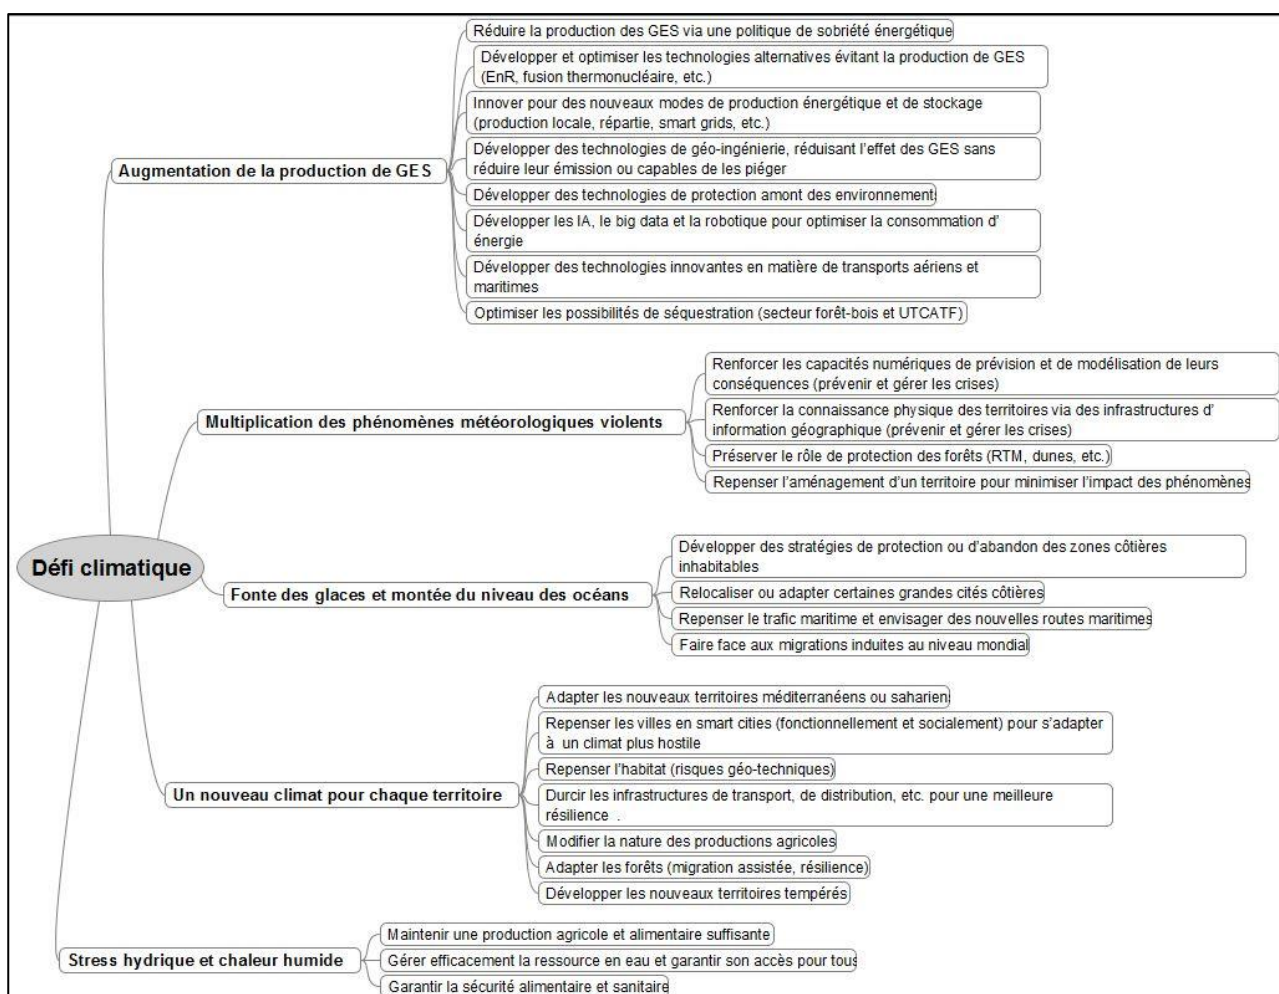 Défi climatique
Augmentation de la production de GES
Réduire la production des GES via une politique de sobriété énergétique
Développer et optimiser les technologies alternatives évitant la production de GES
(EnR, fusion thermonucléaire, etc.)
Innover pour des nouveaux modes de production énergétique et de stockage
(production locale, répartie, smart grids, etc.)
Développer des technologies de géo-ingénierie, réduisant l'effet des GES sans
réduire leur émission ou capables de les piéger
Développer des technologies de protection amont des environnements
Développer les IA, le big data et la robotique pour optimiser la consommation d'
énergie
Développer des technologies innovantes en matière de transports aériens et
maritimes
Optimiser les possibilités de séquestration (secteur forêt-bois et UTCATF)
Multiplication des phénomènes météorologiques violents
Renforcer les capacités numériques de prévision et de modélisation de leurs
conséquences (prévenir et gérer les crises)
Renforcer la connaissance physique des territoires via des infrastructures d'
information géographique (prévenir et gérer les crises)
Préserver le rôle de protection des forêts (RTM, dunes, etc.)
Repenser l'aménagement d'un territoire pour minimiser l'impact des phénomènes
Fonte des glaces et montée du niveau des océans
Développer des stratégies de protection ou d'abandon des zones côtières
inhabitables
Relocaliser ou adapter certaines grandes cités côtières
Repenser le trafic maritime et envisager des nouvelles routes maritimes
Faire face aux migrations induites au niveau mondial
Un nouveau climat pour chaque territoire
Adapter les nouveaux territoires méditerranéens ou sahariens
Repenser les villes en smart cities (fonctionnellement et socialement) pour s'adapter
à un climat plus hostile
Repenser l'habitat (risques géo-techniques)
Durcir les infrastructures de transport, de distribution, etc. pour une meilleure
résilience .
Modifier la nature des productions agricoles
Adapter les forêts (migration assistée, résilience)
Développer les nouveaux territoires tempérés
Stress hydrique et chaleur humide
Maintenir une production agricole et alimentaire suffisante
Gérer efficacement la ressource en eau et garantir son accès pour tous
Garantir la sécurité alimentaire et sanitaire